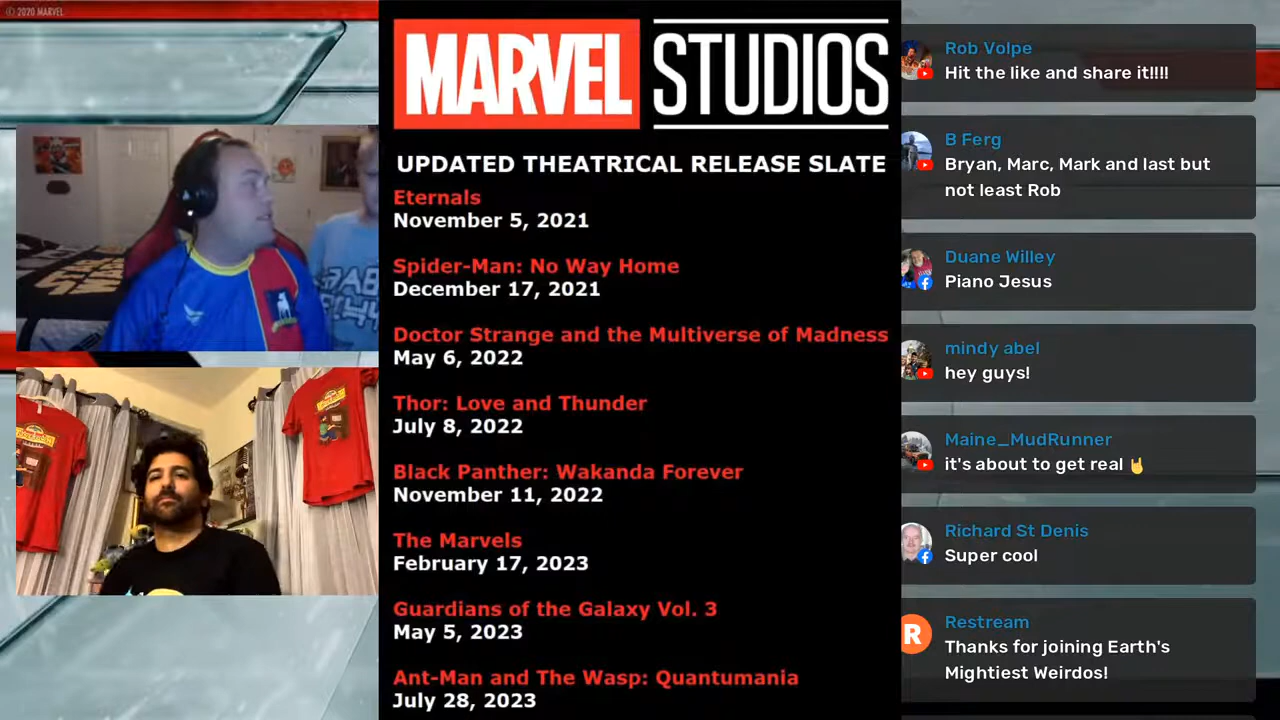 © 2020 MARVEL
MARVEL STUDIOS
UPDATED THEATRICAL RELEASE SLATE
Eternals
November 5, 2021
Spider-Man: No Way Home
December 17, 2021
Doctor Strange and the Multiverse of Madness
May 6, 2022
Thor: Love and Thunder
July 8, 2022
Black Panther: Wakanda Forever
November 11, 2022
The Marvels
February 17, 2023
Guardians of the Galaxy Vol. 3
May 5, 2023
Ant-Man and The Wasp: Quantumania
July 28, 2023
Rob Volpe
Hit the like and share it!!!!
B Ferg
Bryan, Marc, Mark and last but
not least Rob
Duane Willey
Piano Jesus
mindy abel
hey guys!
Maine_MudRunner
it's about to get real 🤘
Richard St Denis
Super cool
R
Restream
Thanks for joining Earth's
Mightiest Weirdos!